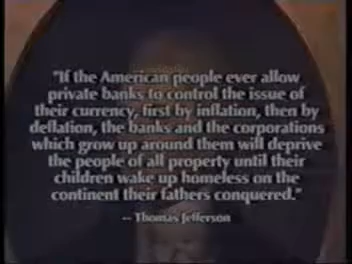 "If the American people ever allow
private banks to control the issue of
their currency, first by inflation, then by
deflation, the banks and the corporations
which grow up around them will deprive
the people of all property until their
children wake up homeless on the
continent their fathers conquered."
-- Thomas Jefferson